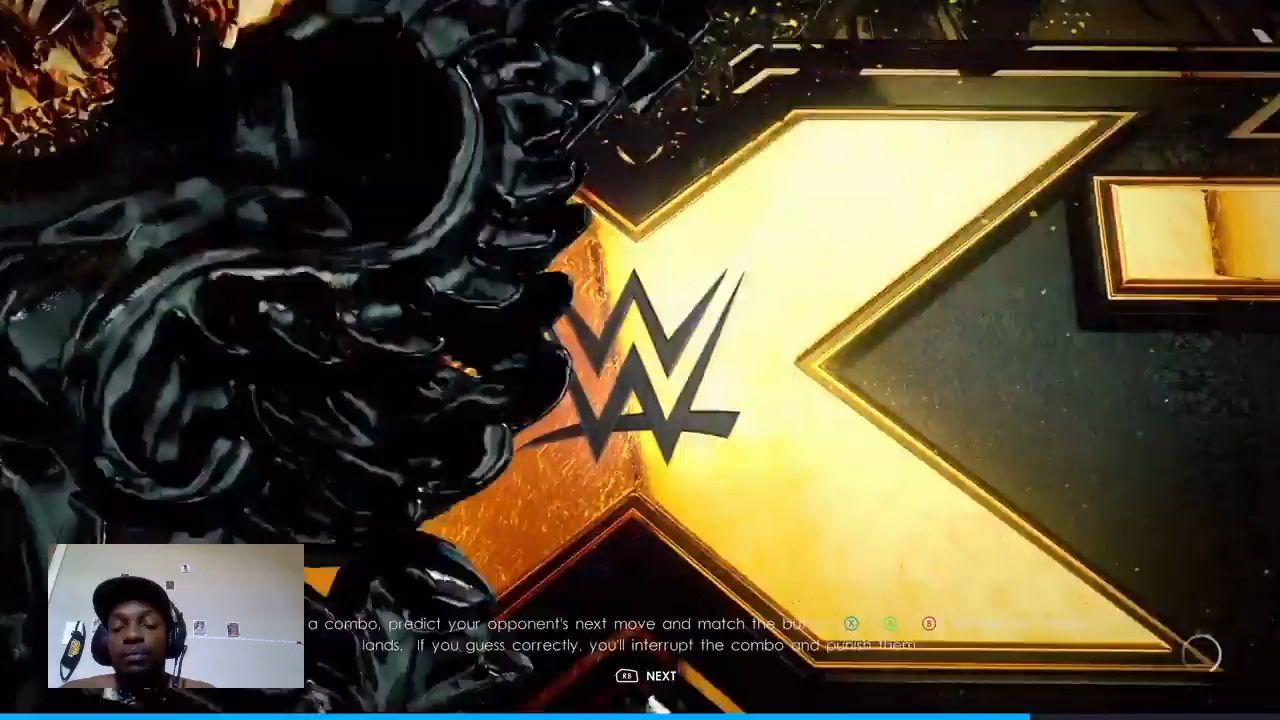 a combo, predict your opponent's next move and match the X A B
lands. If you guess correctly, you'll interrupt the combo and punish them!
RB NEXT